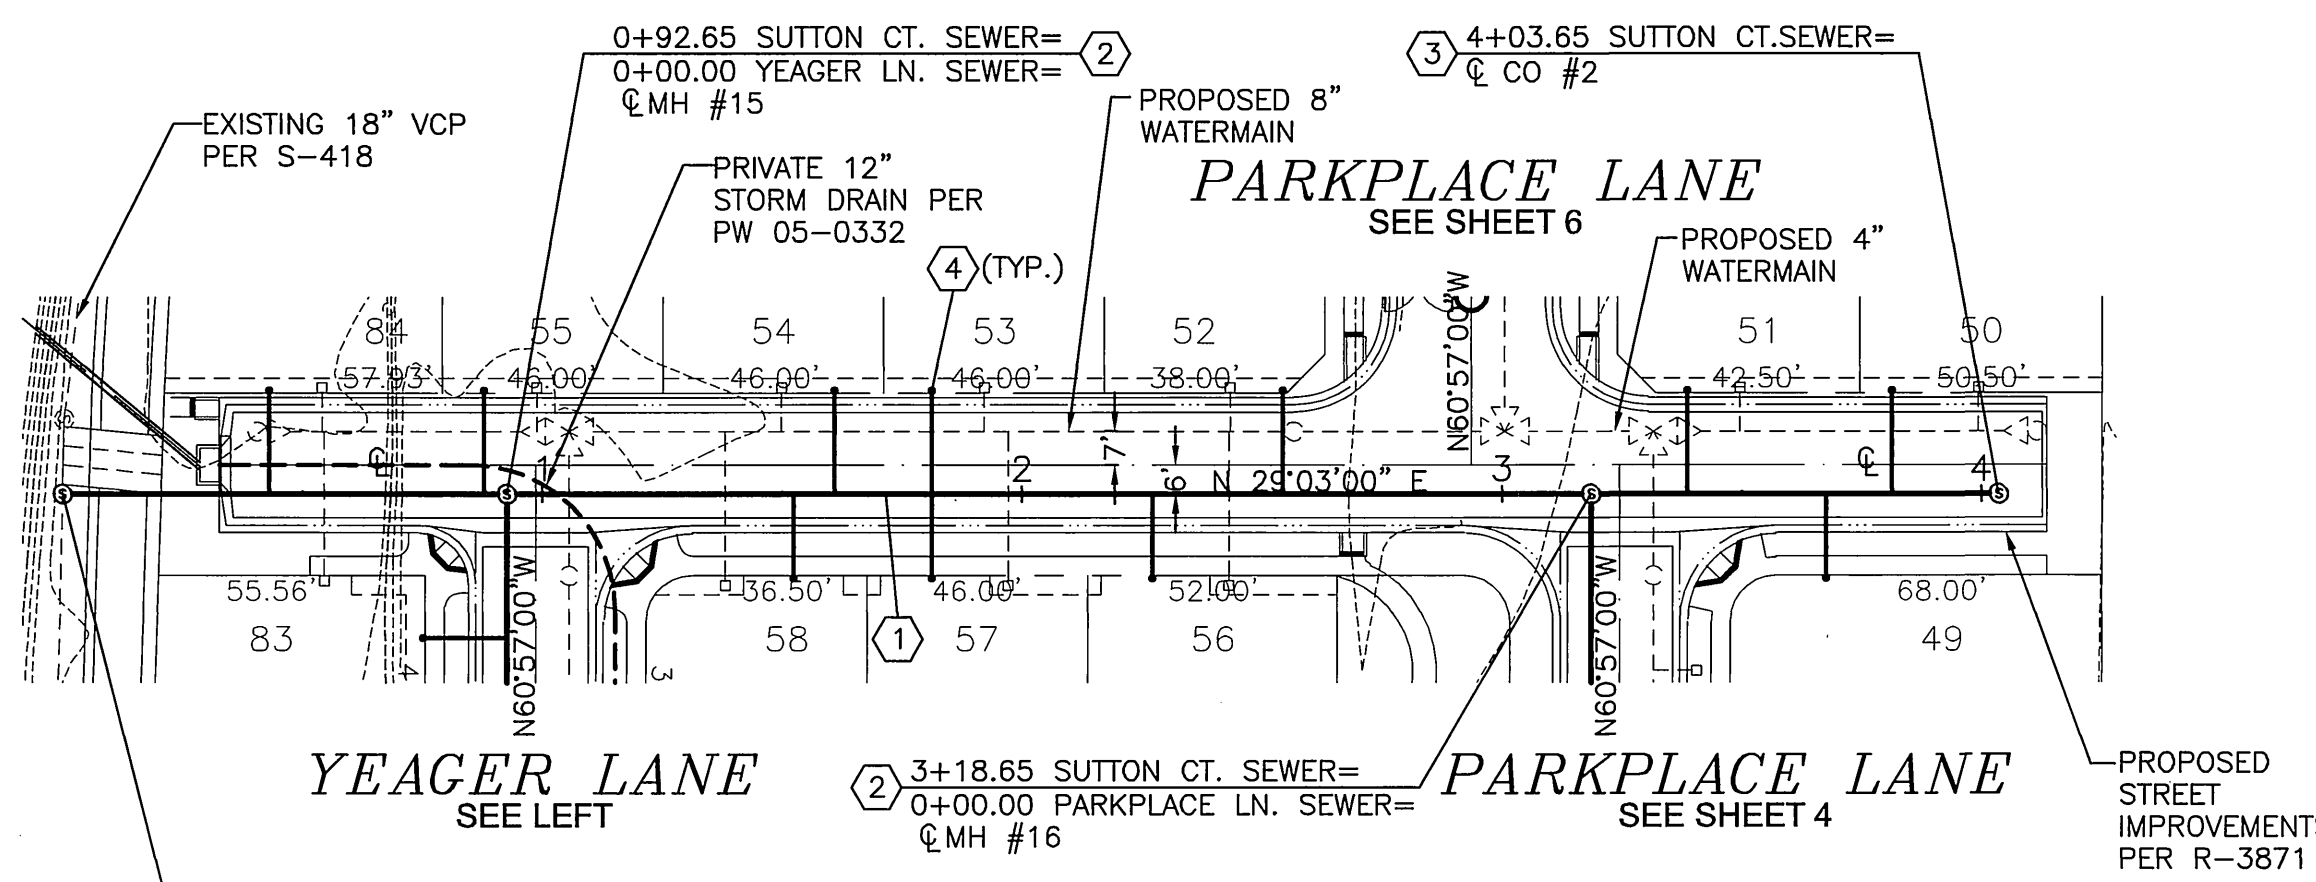 0+92.65 SUTTON CT. SEWER=
0+00.00 YEAGER LN. SEWER=
℄ MH #15
2
3
4+03.65 SUTTON CT.SEWER=
℄ CO #2
EXISTING 18" VCP
PER S-418
PRIVATE 12"
STORM DRAIN PER
PW 05-0332
PROPOSED 8"
WATERMAIN
PARKPLACE LANE
SEE SHEET 6
PROPOSED 4"
WATERMAIN
4 (TYP.)
84 55 54 53 52 51 50
46.00' 46.00' 46.00' 38.00' 42.50' 50.50'
N60°57'00"W
℄ 7' ℄
1 2 6' N 29°03'00" E 3 4
55.56' 36.50' 46.00' 52.00' 68.00'
83 58 1 57 56 49
4 3
N60°57'00"W
N60°57'00"W
YEAGER LANE
SEE LEFT
2
3+18.65 SUTTON CT. SEWER=
0+00.00 PARKPLACE LN. SEWER=
℄ MH #16
PARKPLACE LANE
SEE SHEET 4
PROPOSED
STREET
IMPROVEMENTS
PER R-3871